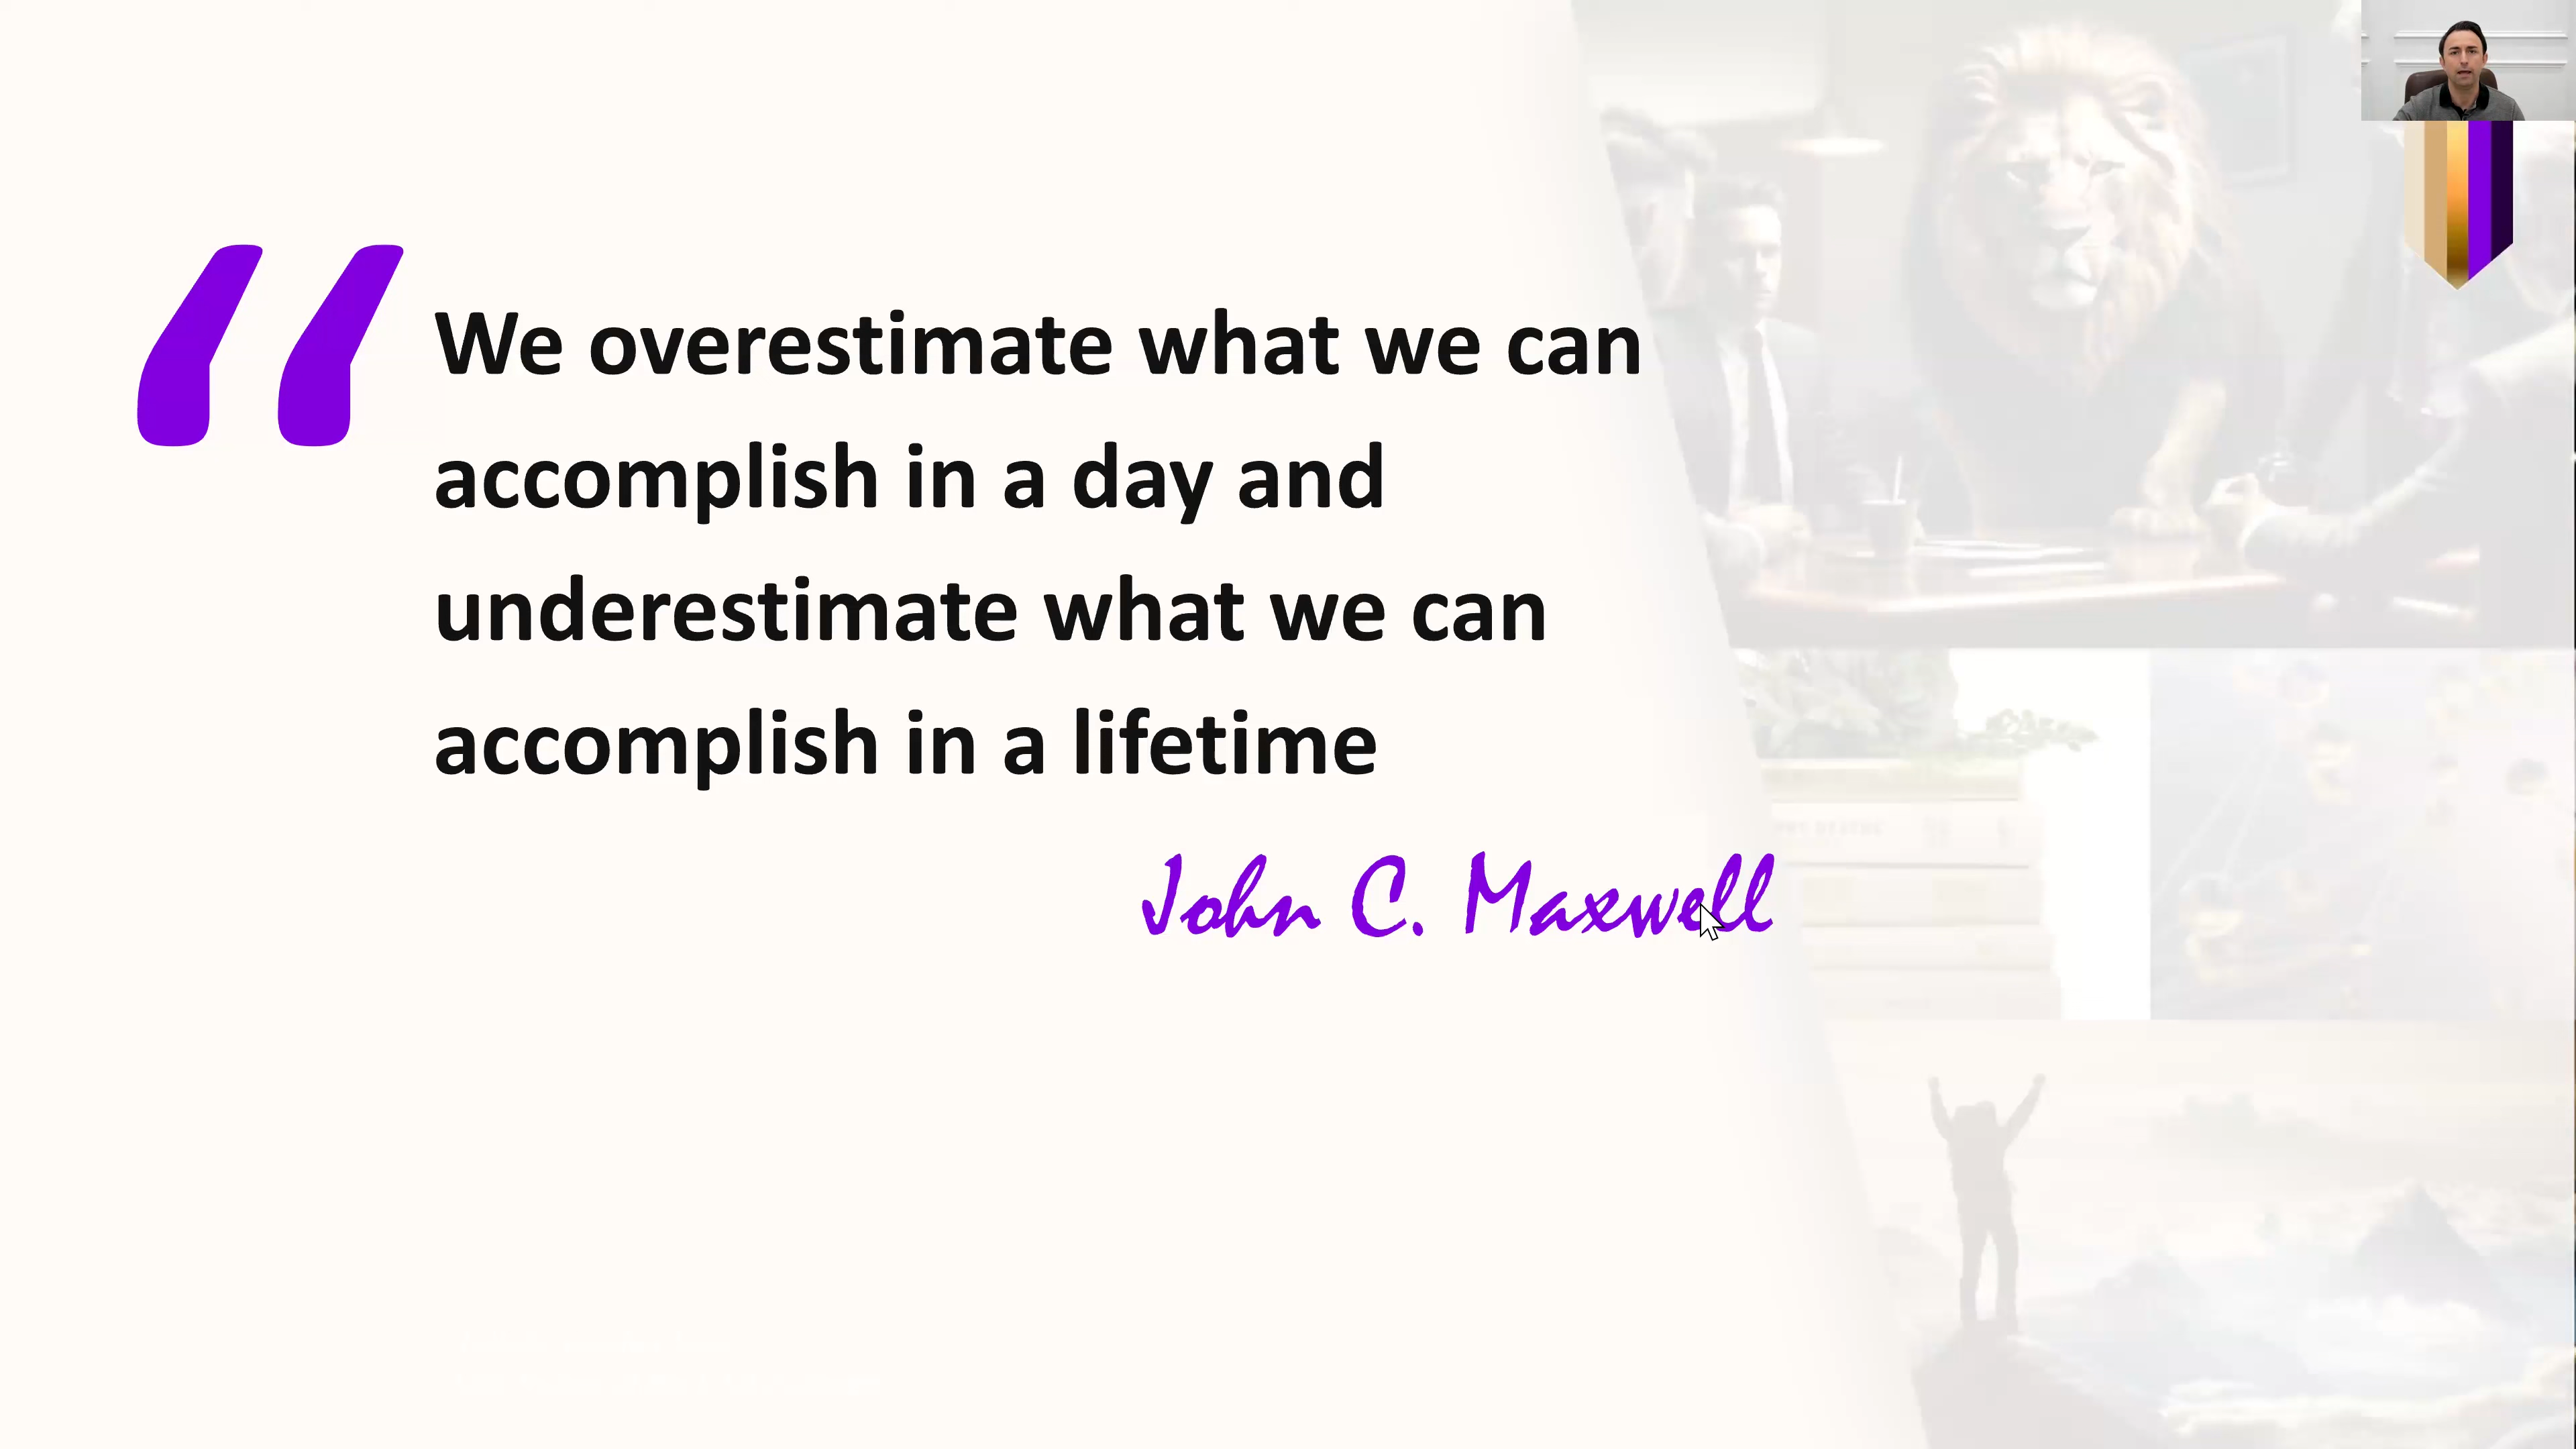 We overestimate what we can
accomplish in a day and
underestimate what we can
accomplish in a lifetime
John C. Maxwell